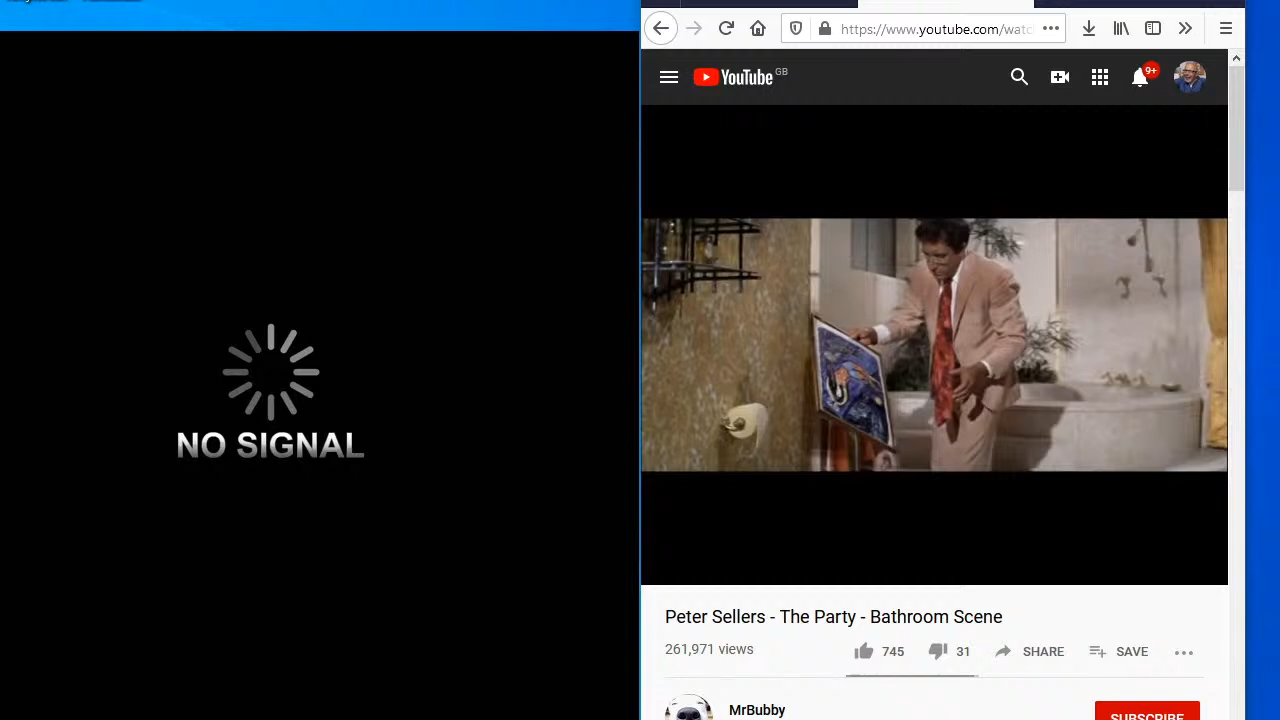 NO SIGNAL
https://www.youtube.com/watc
YouTube GB
9+
Peter Sellers - The Party - Bathroom Scene
261,971 views
745
31
SHARE
SAVE
MrBubby
SUBSCRIBE